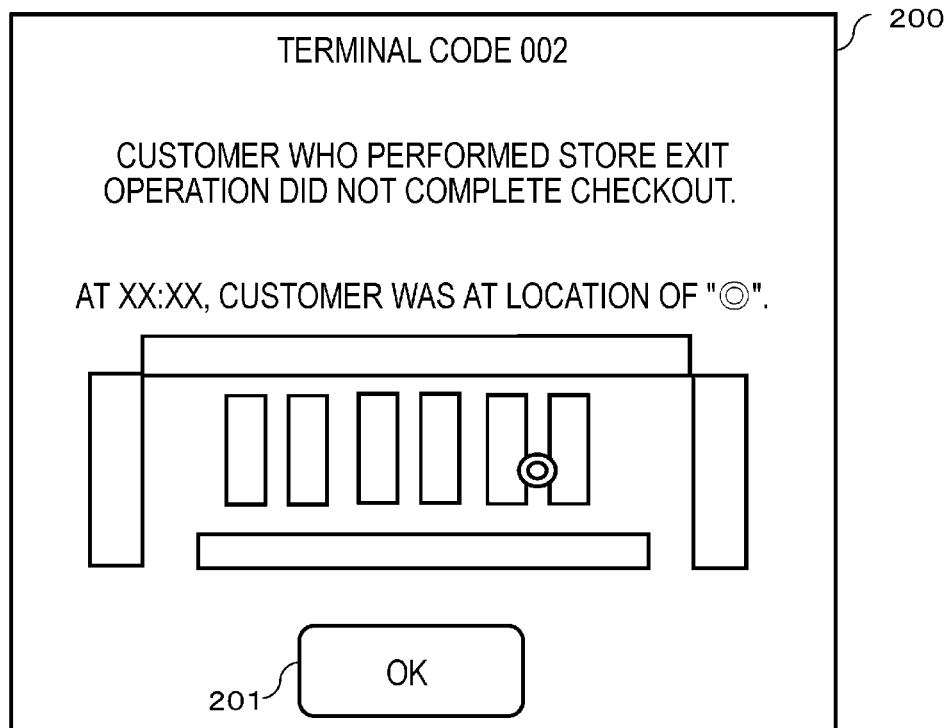 200
TERMINAL CODE 002
CUSTOMER WHO PERFORMED STORE EXIT
OPERATION DID NOT COMPLETE CHECKOUT.
AT XX:XX, CUSTOMER WAS AT LOCATION OF "◎".
OK
201